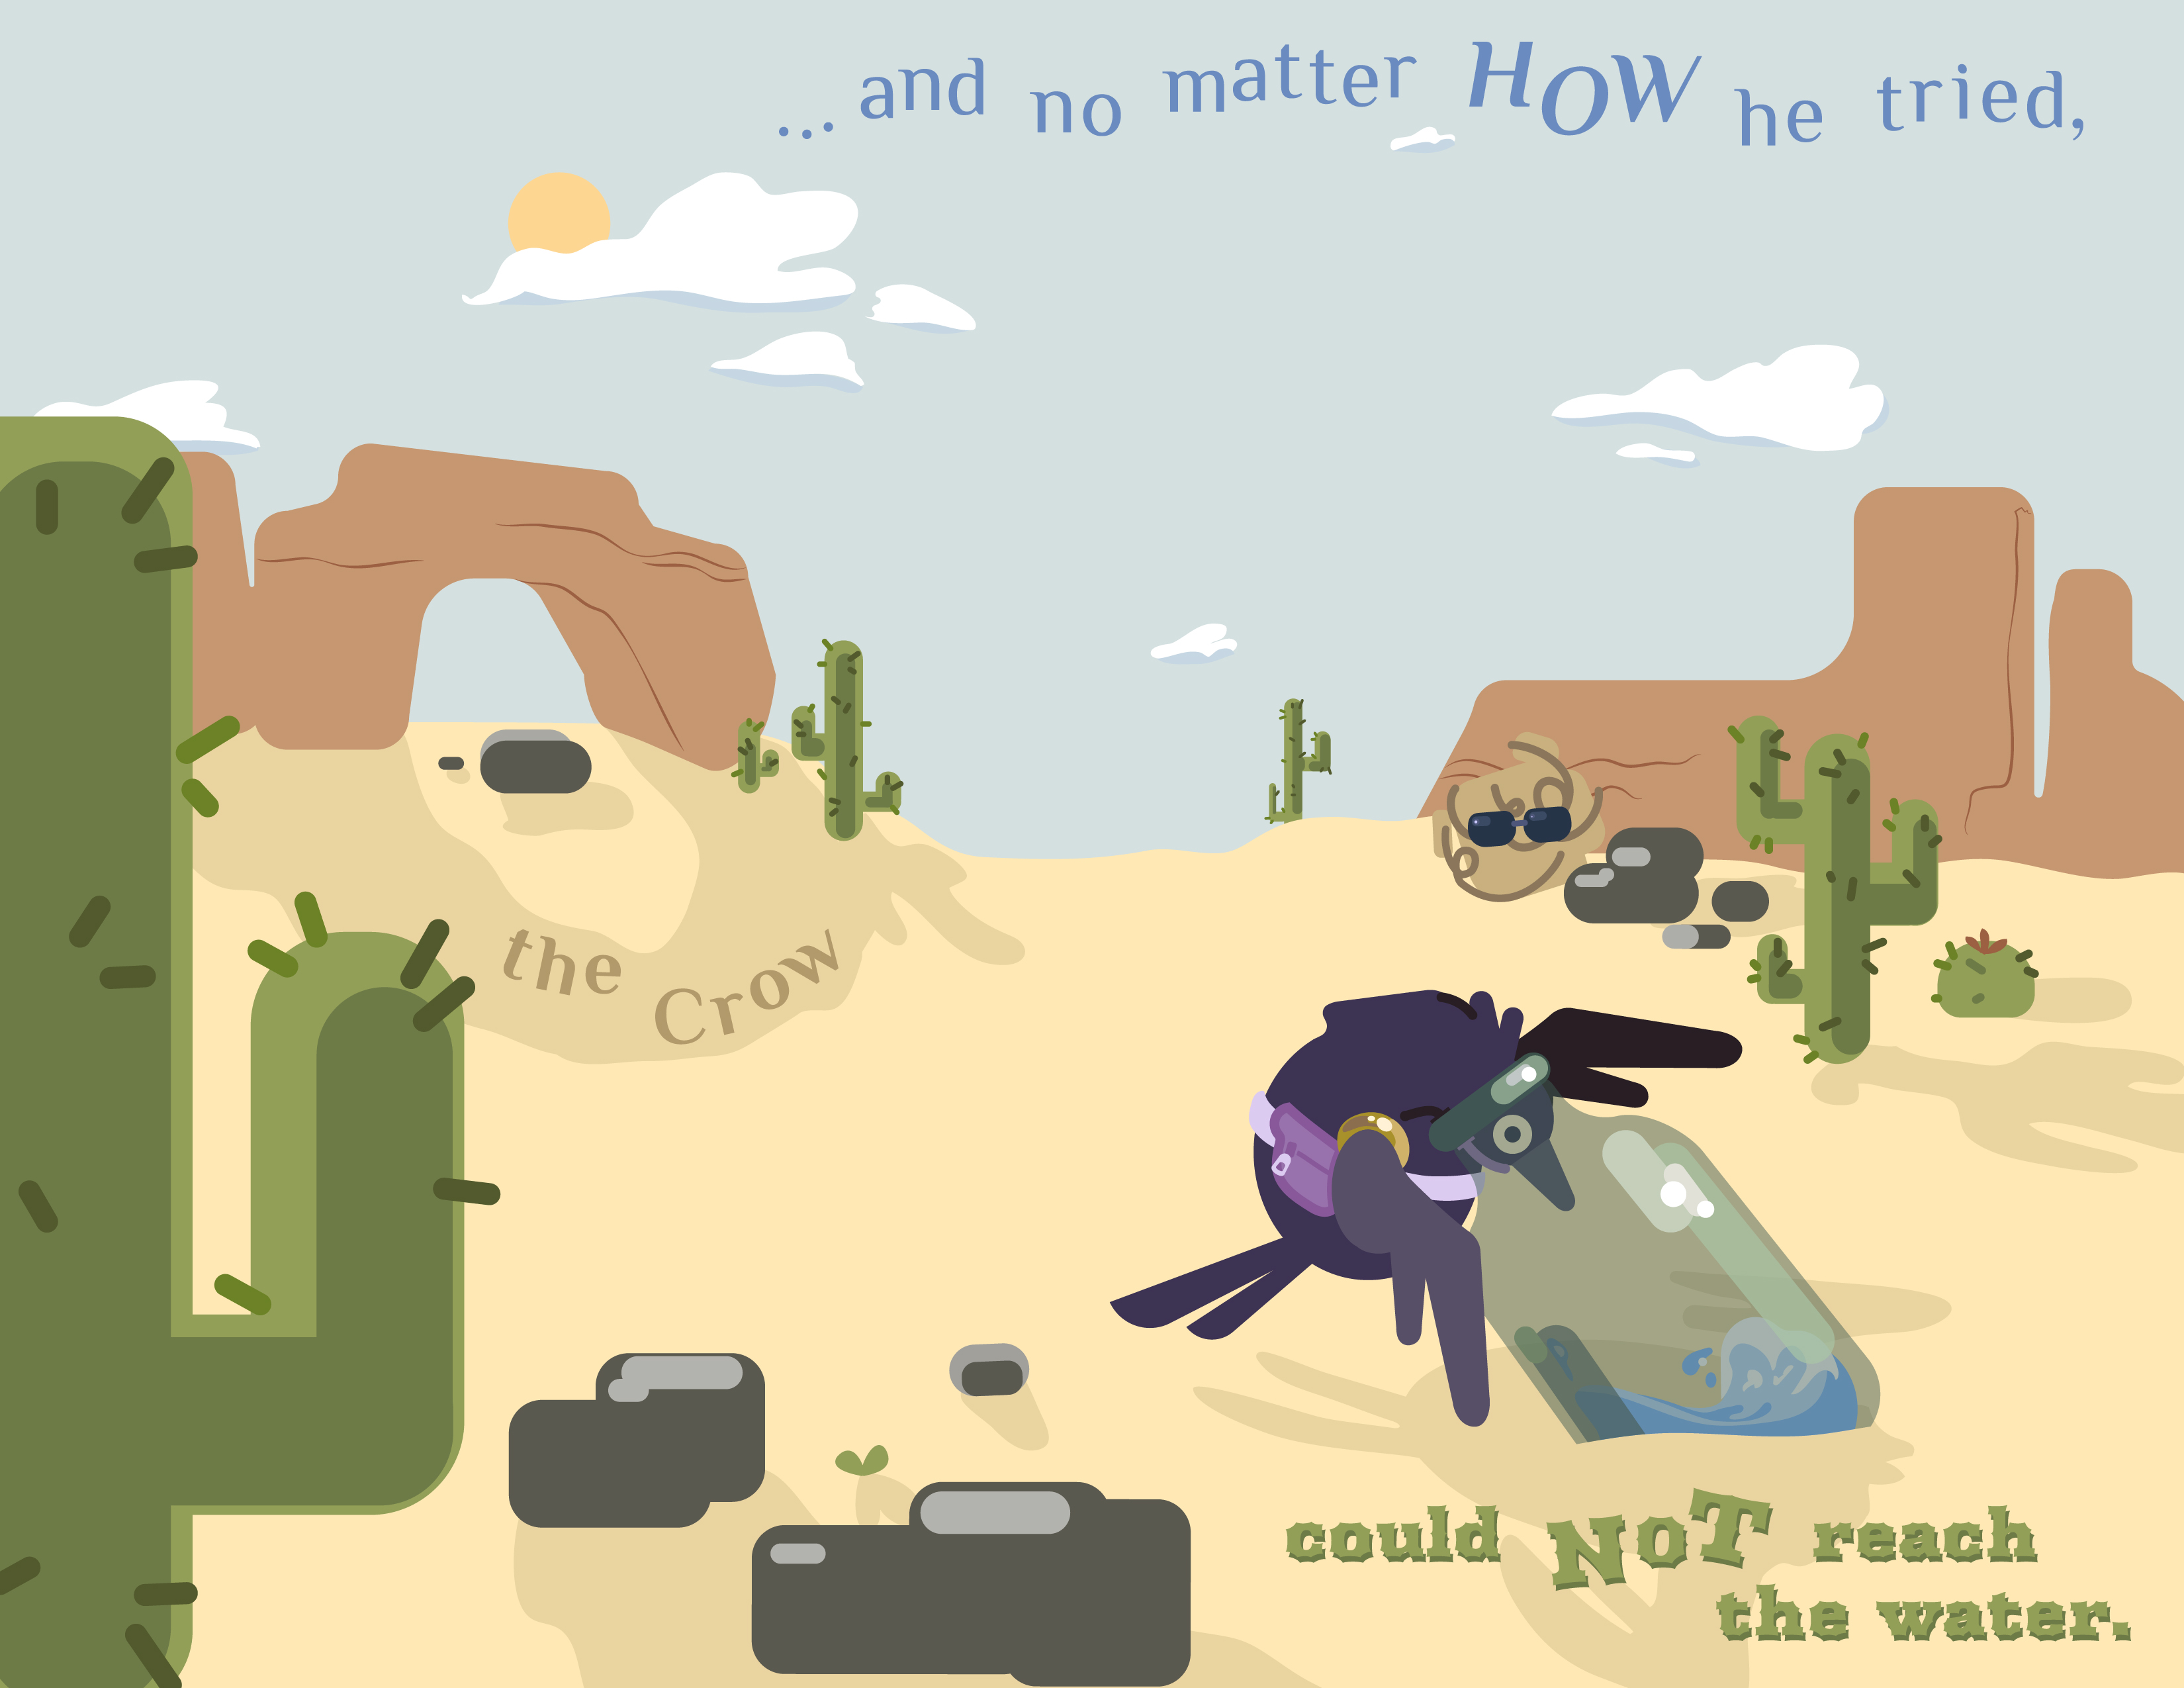 ...and no matter HoW he tried,
the Crow
could NoT reach
the water.